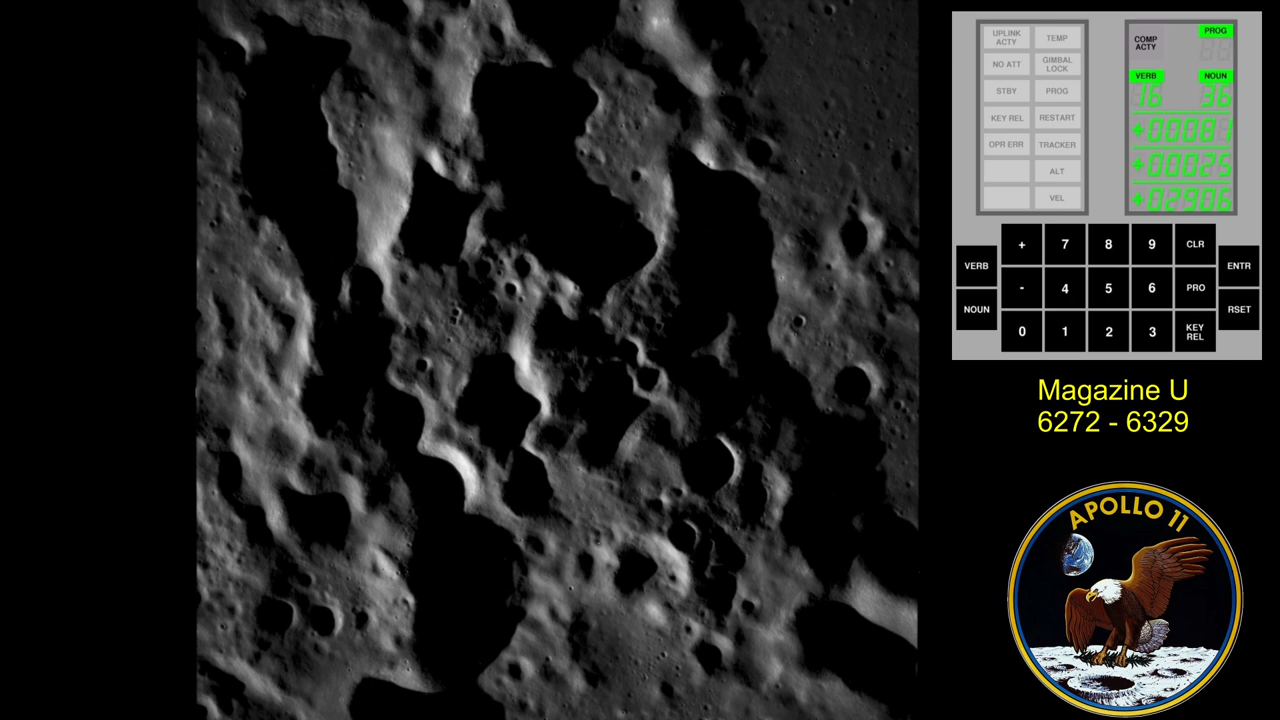 UPLINK ACTY
TEMP
NO ATT
GIMBAL LOCK
STBY
PROG
KEY REL
RESTART
OPR ERR
TRACKER
ALT
VEL
COMP ACTY
PROG
VERB
NOUN
16
36
+00081
+00025
+02906
VERB
NOUN
+
7
8
9
CLR
-
4
5
6
PRO
0
1
2
3
KEY REL
ENTR
RSET
Magazine U
6272 - 6329
APOLLO 11